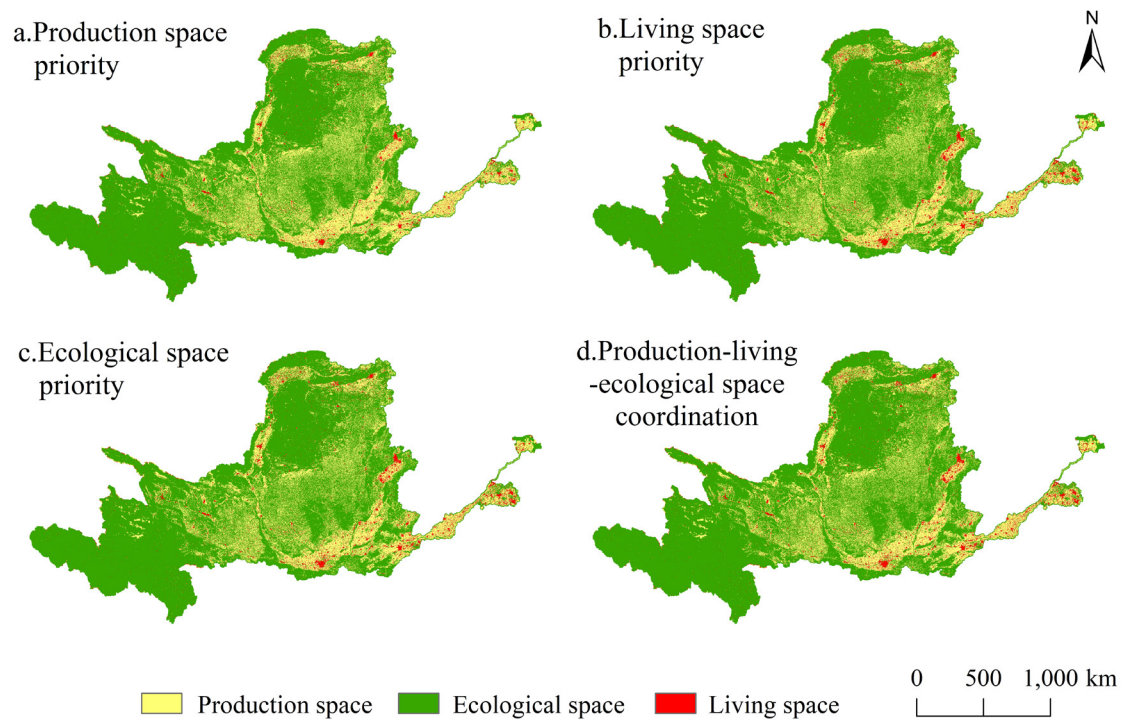 a.Production space
priority
b.Living space
priority
N
c.Ecological space
priority
d.Production-living
-ecological space
coordination
0 500 1,000 km
Production space Ecological space Living space